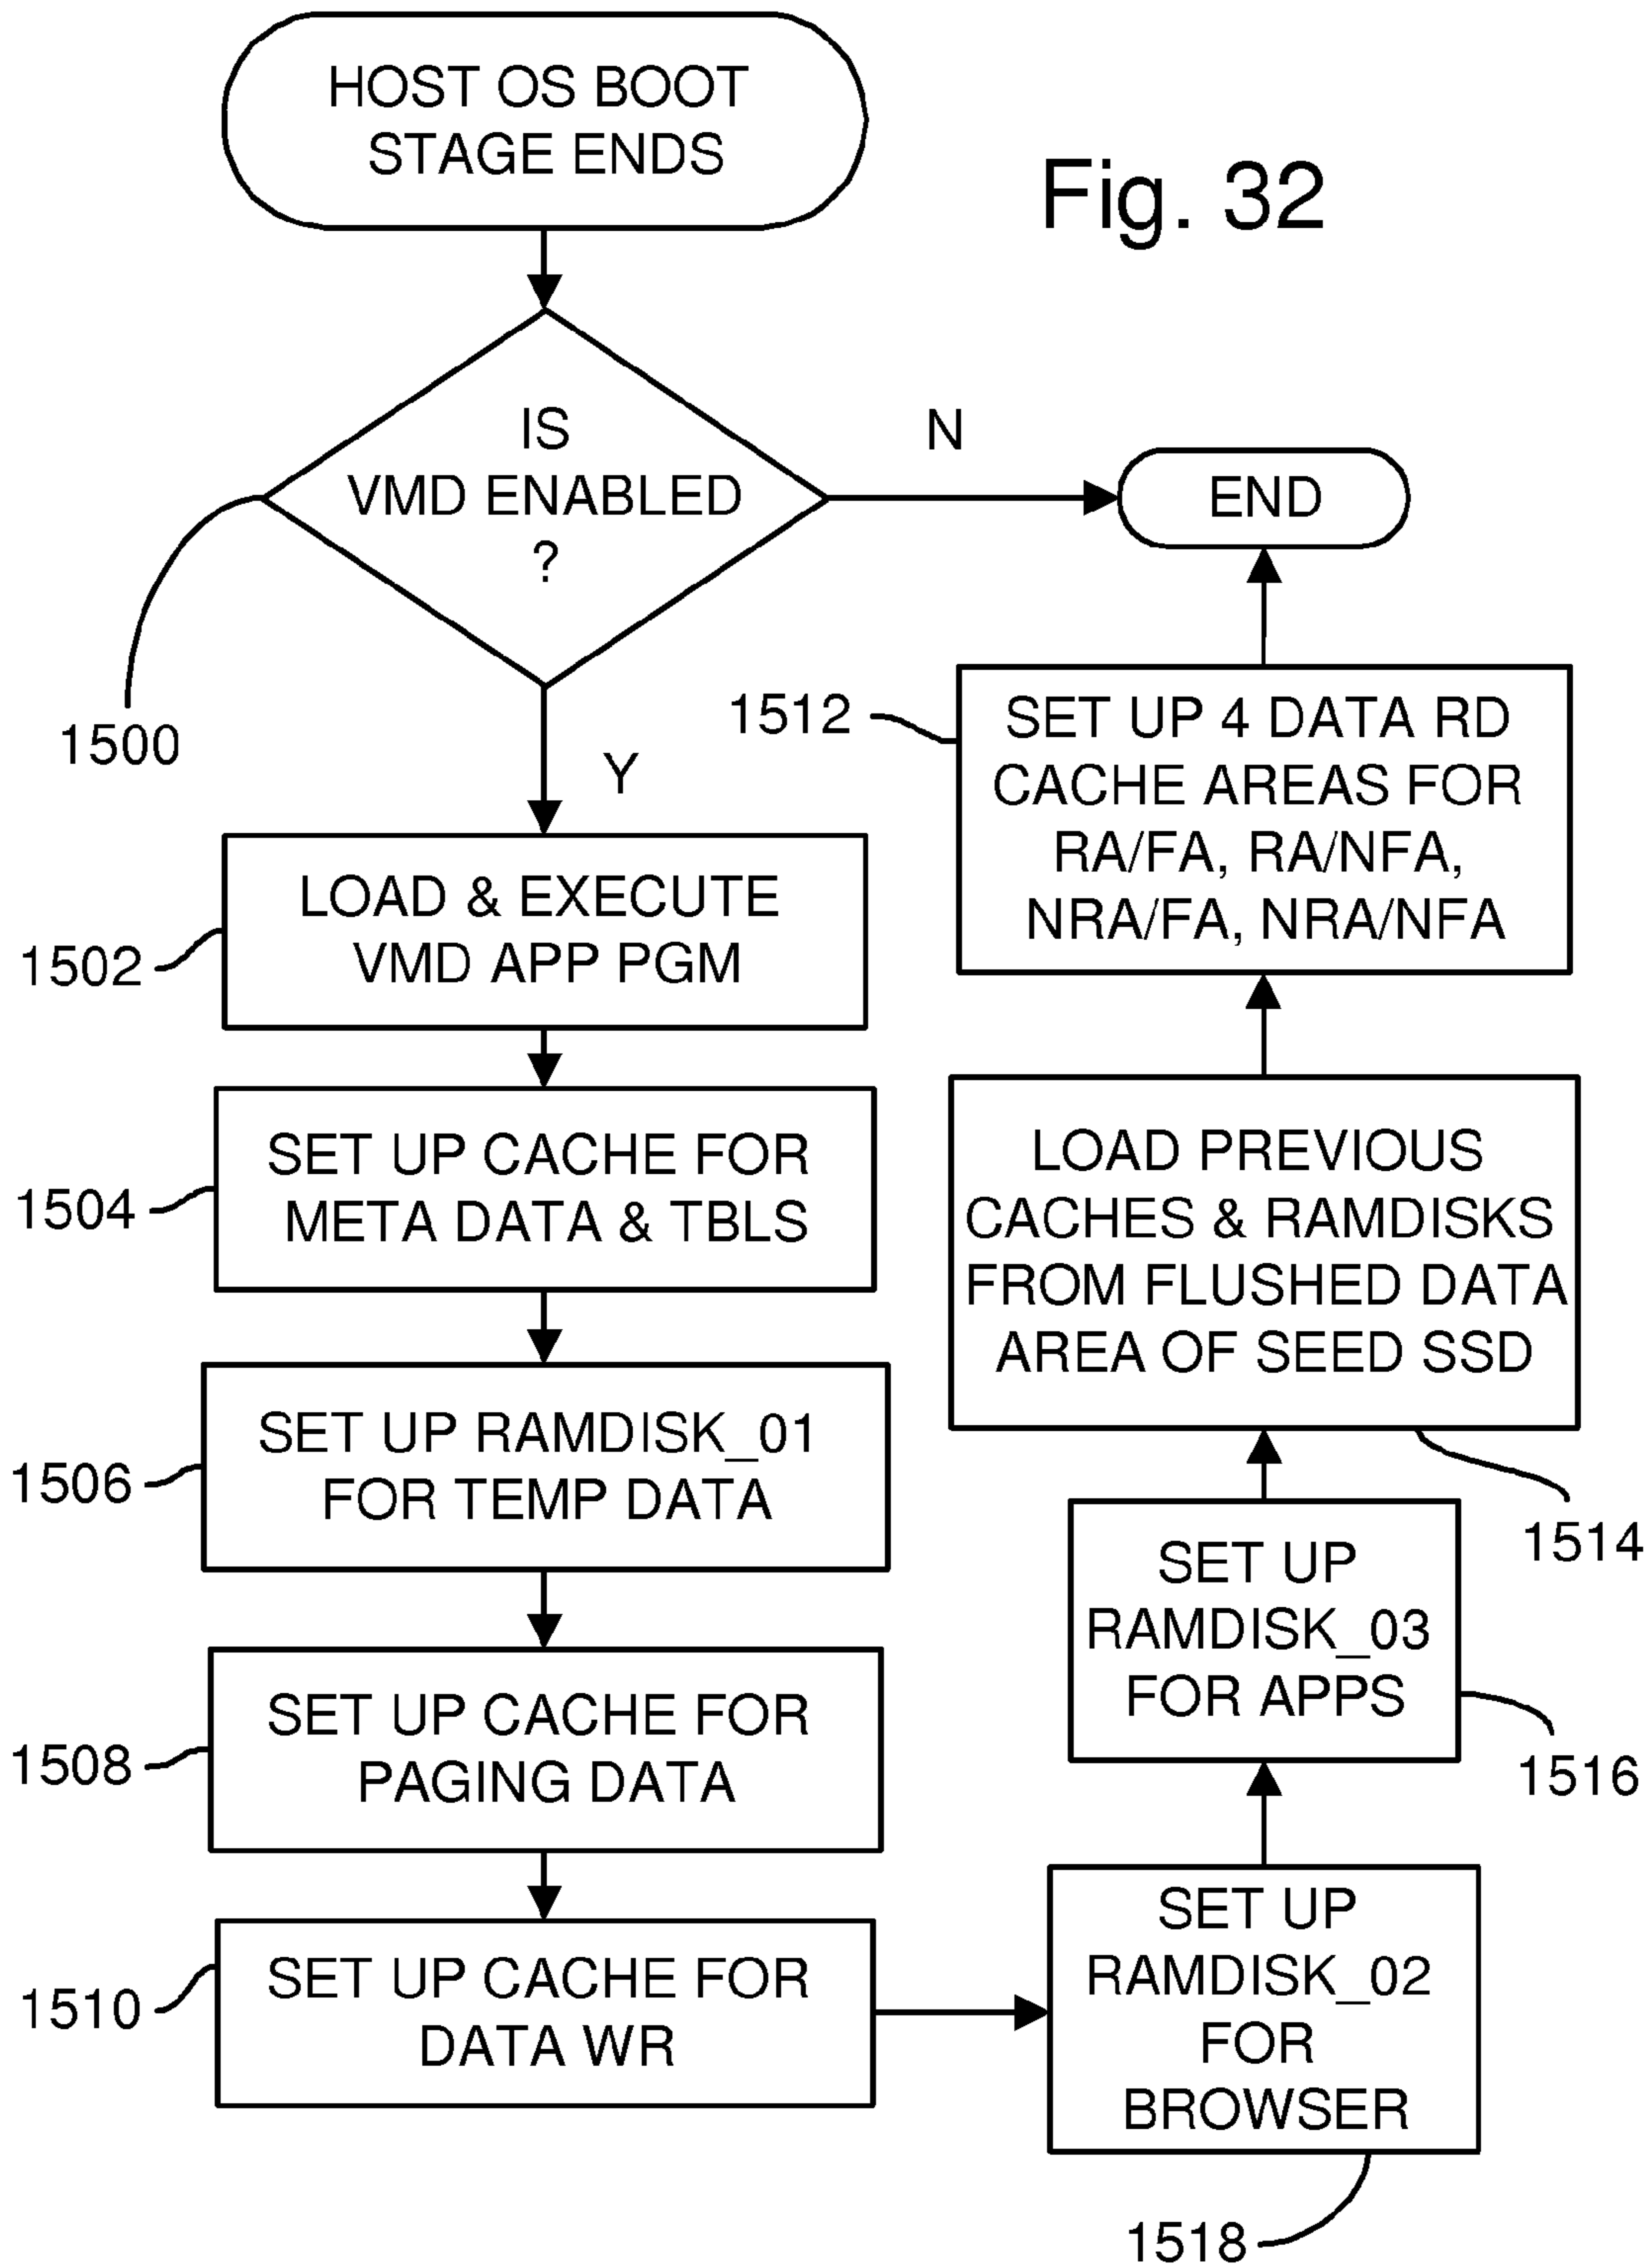 HOST OS BOOT
STAGE ENDS
Fig. 32
IS
VMD ENABLED
?
N
END
1500
Y
1502
LOAD & EXECUTE
VMD APP PGM
1504
SET UP CACHE FOR
META DATA & TBLS
1506
SET UP RAMDISK_01
FOR TEMP DATA
1508
SET UP CACHE FOR
PAGING DATA
1510
SET UP CACHE FOR
DATA WR
SET UP
RAMDISK_02
FOR
BROWSER
1518
SET UP
RAMDISK_03
FOR APPS
1516
LOAD PREVIOUS
CACHES & RAMDISKS
FROM FLUSHED DATA
AREA OF SEED SSD
1514
1512
SET UP 4 DATA RD
CACHE AREAS FOR
RA/FA, RA/NFA,
NRA/FA, NRA/NFA